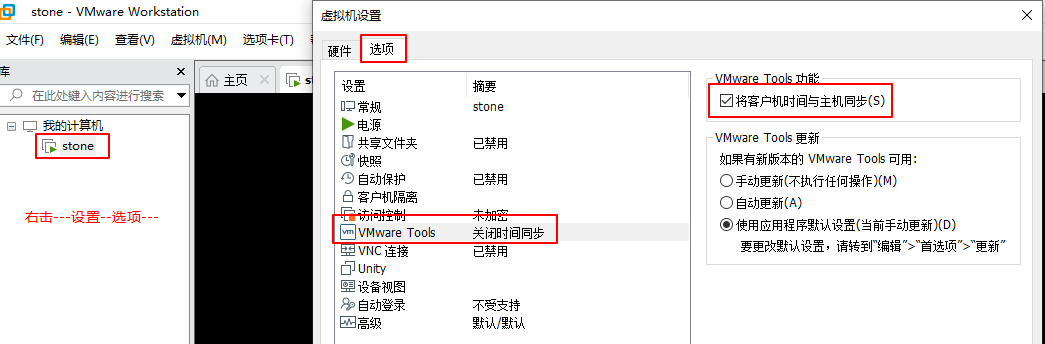 stone - VMware Workstation
文件(F) 编辑(E) 查看(V) 虚拟机(M) 选项卡(T)
库
在此处键入内容进行搜索
我的计算机
stone
右击---设置--选项---
主页
虚拟机设置
硬件 选项
设置 摘要
常规 stone
电源
共享文件夹 已禁用
快照
自动保护 已禁用
客户机隔离
访问控制 未加密
VMware Tools 关闭时间同步
VNC 连接 已禁用
Unity
设备视图
自动登录 不受支持
高级 默认/默认
VMware Tools 功能
将客户机时间与主机同步(S)
VMware Tools 更新
如果有新版本的 VMware Tools 可用:
手动更新(不执行任何操作)(M)
自动更新(A)
使用应用程序默认设置(当前手动更新)(D)
要更改默认设置，请转到“编辑”>“首选项”>“更新”